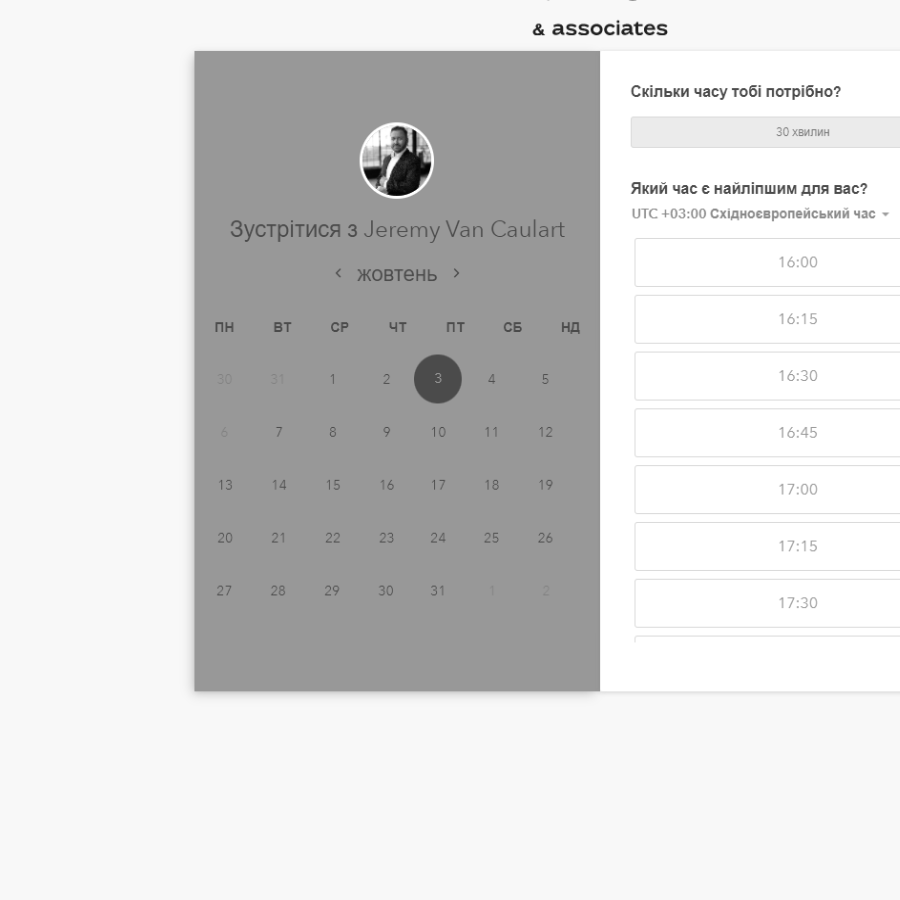 & associates
Зустрітися з Jeremy Van Caulart
жовтень
ПН ВТ СР ЧТ ПТ СБ НД
30 31 1 2 3 4 5
6 7 8 9 10 11 12
13 14 15 16 17 18 19
20 21 22 23 24 25 26
27 28 29 30 31 1 2
Скільки часу тобі потрібно?
30 хвилин
Який час є найліпшим для вас?
UTC +03:00 Східноєвропейський час
16:00
16:15
16:30
16:45
17:00
17:15
17:30